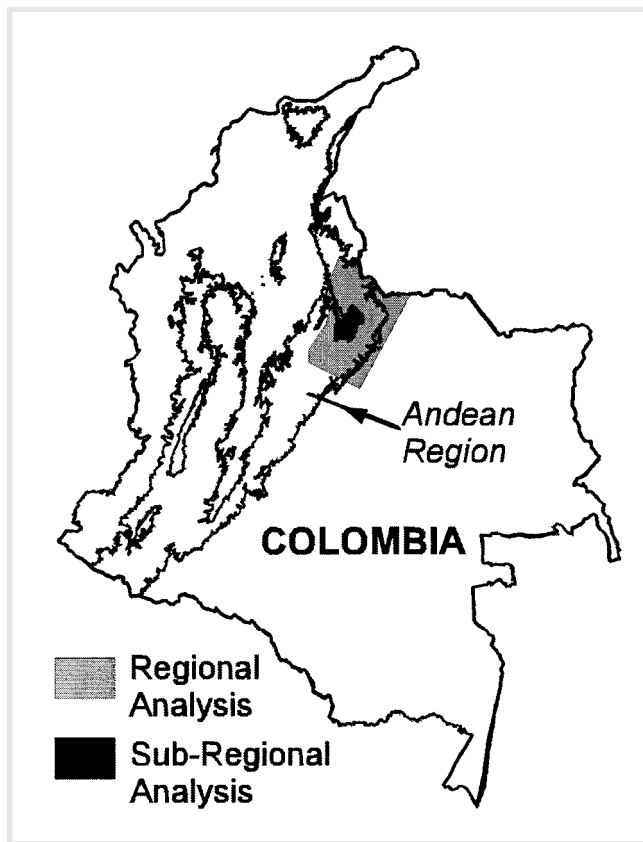 Andean
Region
COLOMBIA
Regional
Analysis
Sub-Regional
Analysis